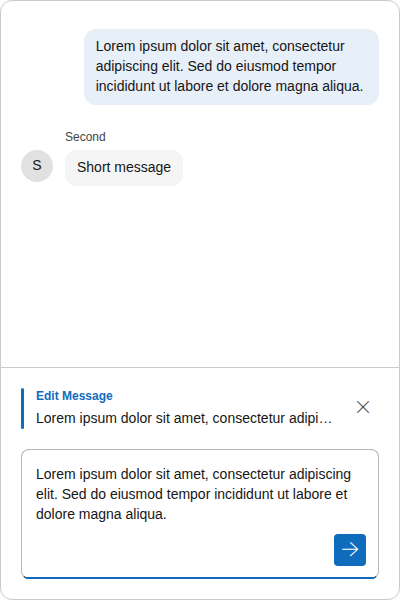 Lorem ipsum dolor sit amet, consectetur
adipiscing elit. Sed do eiusmod tempor
incididunt ut labore et dolore magna aliqua.
Second
S
Short message
Edit Message
Lorem ipsum dolor sit amet, consectetur adipi…
Lorem ipsum dolor sit amet, consectetur adipiscing
elit. Sed do eiusmod tempor incididunt ut labore et
dolore magna aliqua.